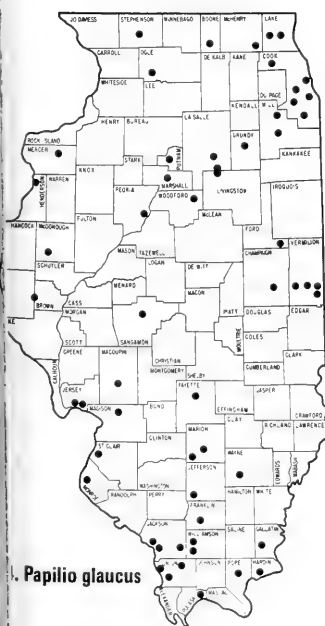 JO DAVIESS STEPHENSON WINNEBAGO BOONE McHENRY LAKE
CARROLL OGLE DE KALB KANE COOK
WHITESIDE LEE DU PAGE
KENDALL WILL
HENRY BUREAU LA SALLE
ROCK ISLAND GRUNDY
MERCER STARK PUTNAM KANKAKEE
HENDERSON WARREN KNOX MARSHALL
PEORIA WOODFORD LIVINGSTON IROQUOIS
HANCOCK McDONOUGH FULTON McLEAN FORD
MASON TAZEWELL VERMILION
SCHUYLER LOGAN DE WITT CHAMPAIGN
MENARD
CASS MACON
BROWN MORGAN PIATT DOUGLAS EDGAR
KE
SCOTT SANGAMON MOULTRIE COLES
CHRISTIAN
GREENE MACOUPIN CLARK
CALHOUN MONTGOMERY SHELBY CUMBERLAND
JERSEY FAYETTE JASPER
MADISON BOND EFFINGHAM CRAWFORD
CLAY RICHLAND LAWRENCE
CLINTON MARION
ST CLAIR WAYNE
JEFFERSON EDWARDS WABASH
MONROE WASHINGTON
RANDOLPH PERRY HAMILTON WHITE
FRANKLIN
JACKSON WILLIAMSON SALINE GALLATIN
JOHNSON POPE HARDIN
. Papilio glaucus
ALEXANDER PULASKI